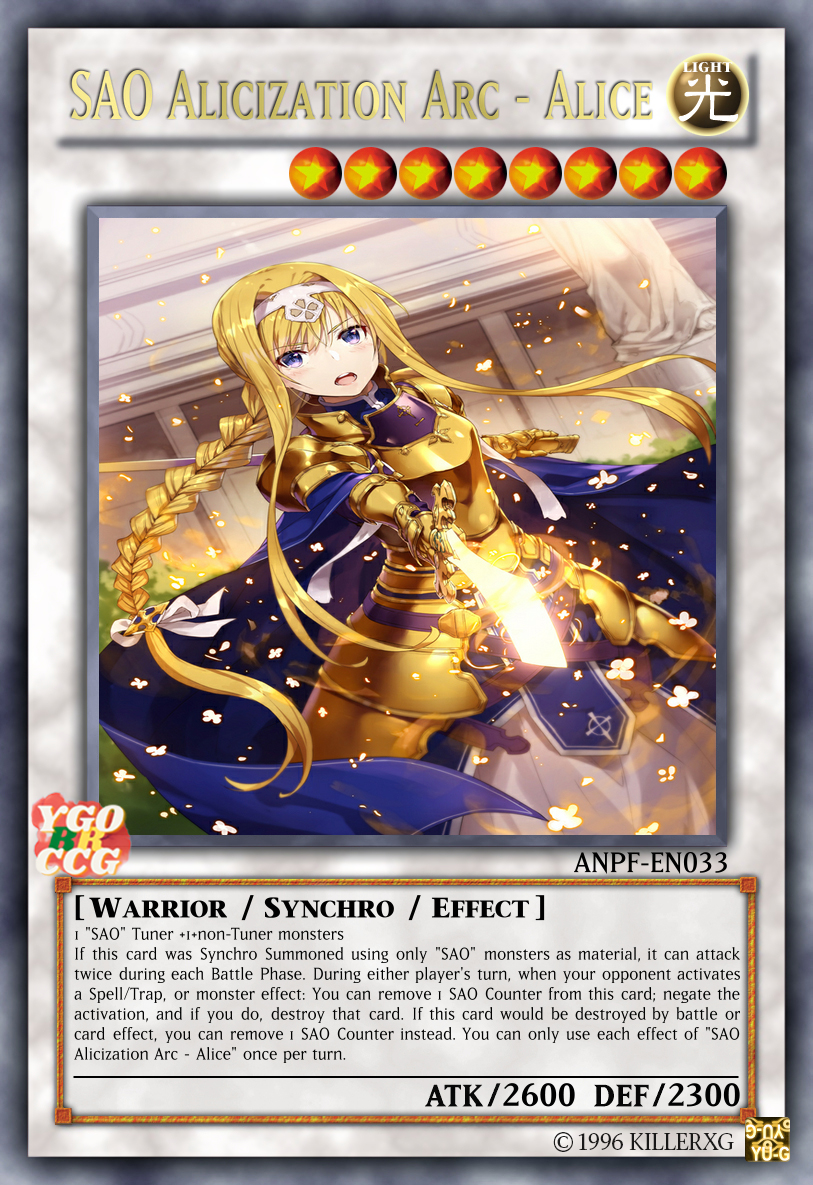 SAO Alicization Arc - Alice
LIGHT
光
ANPF-EN033
YGO
RR
CCG
[ Warrior / Synchro / Effect ]
1 "SAO" Tuner +1+non-Tuner monsters
If this card was Synchro Summoned using only "SAO" monsters as material, it can attack
twice during each Battle Phase. During either player's turn, when your opponent activates
a Spell/Trap, or monster effect: You can remove 1 SAO Counter from this card; negate the
activation, and if you do, destroy that card. If this card would be destroyed by battle or
card effect, you can remove 1 SAO Counter instead. You can only use each effect of "SAO
Alicization Arc - Alice" once per turn.
ATK/2600 DEF/2300
© 1996 KILLERXG